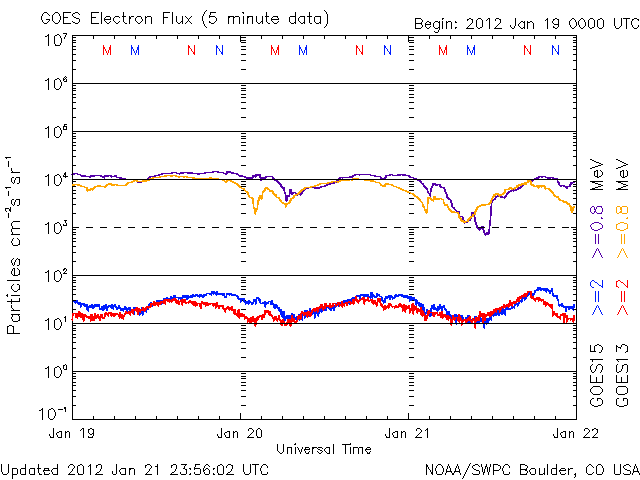 GOES Electron Flux (5 minute data)
Begin: 2012 Jan 19 0000 UTC
M M N N M M N N M M N N
10⁷
10⁶
10⁵
10⁴
10³
10²
10¹
10⁰
10⁻¹
Particles cm⁻²s⁻¹sr⁻¹
GOES15 >=2 >=0.8 MeV
GOES13 >=2 >=0.8 MeV
Jan 19 Jan 20 Jan 21 Jan 22
Universal Time
Updated 2012 Jan 21 23:56:02 UTC
NOAA/SWPC Boulder, CO USA